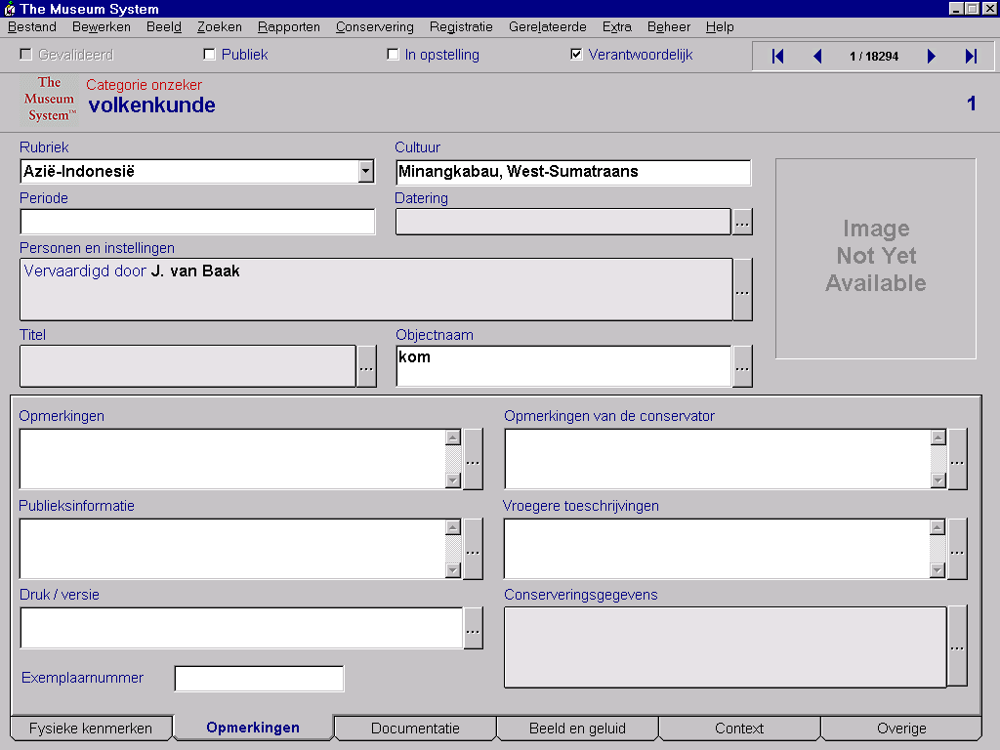 The Museum System
Bestand Bewerken Beeld Zoeken Rapporten Conservering Registratie Gerelateerde Extra Beheer Help
Gevalideerd Publiek In opstelling Verantwoordelijk 1 / 18294
The
Museum
System™
Categorie onzeker
volkenkunde
1
Rubriek Cultuur
Azië-Indonesië Minangkabau, West-Sumatraans
Periode Datering
...
Personen en instellingen
Vervaardigd door J. van Baak
...
Image
Not Yet
Available
Titel Objectnaam
kom
... ...
Opmerkingen Opmerkingen van de conservator
... ...
Publieksinformatie Vroegere toeschrijvingen
... ...
Druk / versie Conserveringsgegevens
... ...
Exemplaarnummer
Fysieke kenmerken Opmerkingen Documentatie Beeld en geluid Context Overige